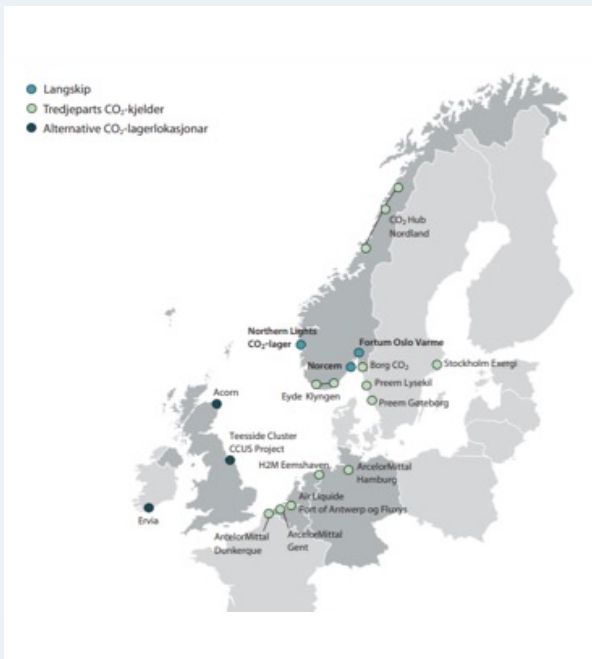 Langskip
Tredjeparts CO₂-kjelder
Alternative CO₂-lagerlokasjonar
CO₂ Hub
Nordland
Northern Lights
CO₂-lager
Fortum Oslo Varme
Norcem
Borg CO₂
Stockholm Exergi
Preem Lysekil
Eyde Klyngen
Preem Gøteborg
Acorn
Teesside Cluster
CCUS Project
H2M Eemshaven
ArcelorMittal
Hamburg
Air Liquide
Port of Antwerp og Fluxys
Ervia
ArcelorMittal
Dunkerque
ArcelorMittal
Gent